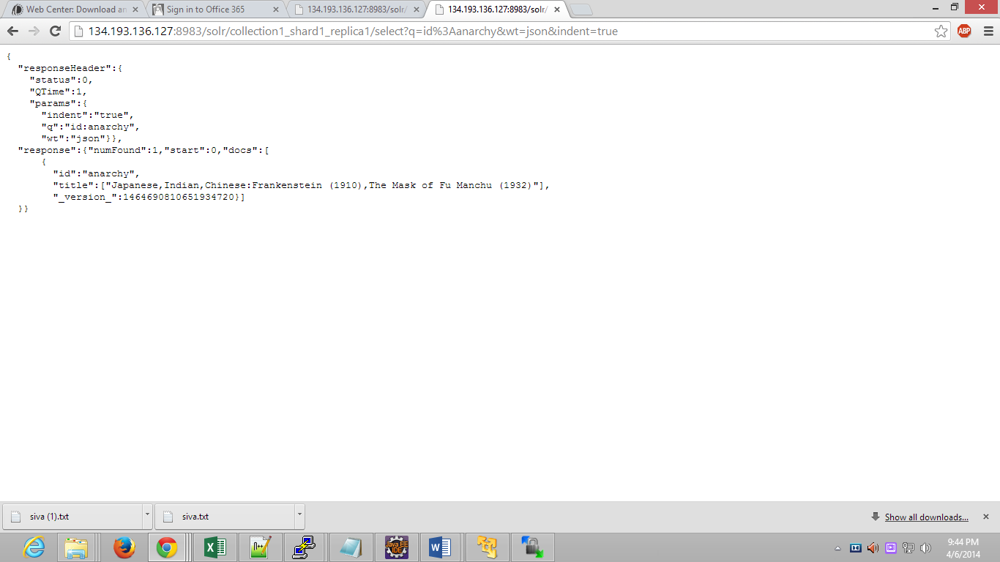 Web Center: Download an
Sign in to Office 365
134.193.136.127:8983/solr/
134.193.136.127:8983/solr/
134.193.136.127:8983/solr/collection1_shard1_replica1/select?q=id%3Aanarchy&wt=json&indent=true
ABP
{
"responseHeader":{
"status":0,
"QTime":1,
"params":{
"indent":"true",
"q":"id:anarchy",
"wt":"json"}},
"response":{"numFound":1,"start":0,"docs":[
{
"id":"anarchy",
"title":["Japanese,Indian,Chinese:Frankenstein (1910),The Mask of Fu Manchu (1932)"],
"_version_":1464690810651934720}]
}}
siva (1).txt
siva.txt
Show all downloads...
Java EE
IDE
9:44 PM
4/6/2014